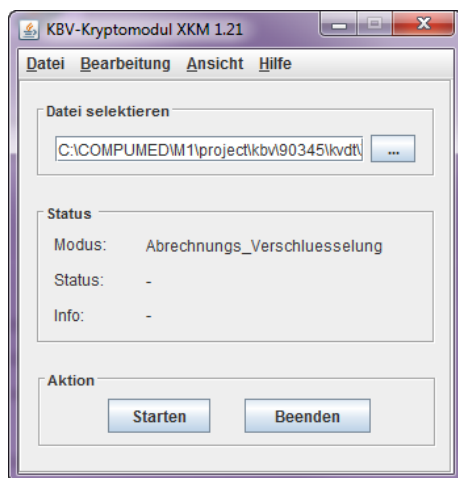 KBV-Kryptomodul XKM 1.21
Datei Bearbeitung Ansicht Hilfe
Datei selektieren
C:\COMPUMED\M1\project\kbv\90345\kvdt\ ...
Status
Modus: Abrechnungs_Verschluesselung
Status: -
Info: -
Aktion
Starten Beenden